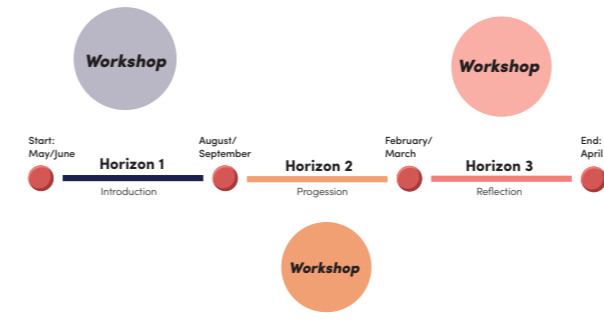 Workshop
Workshop
Start:
May/June
August/
September
February/
March
End:
April
Horizon 1
Horizon 2
Horizon 3
Introduction
Progession
Reflection
Workshop